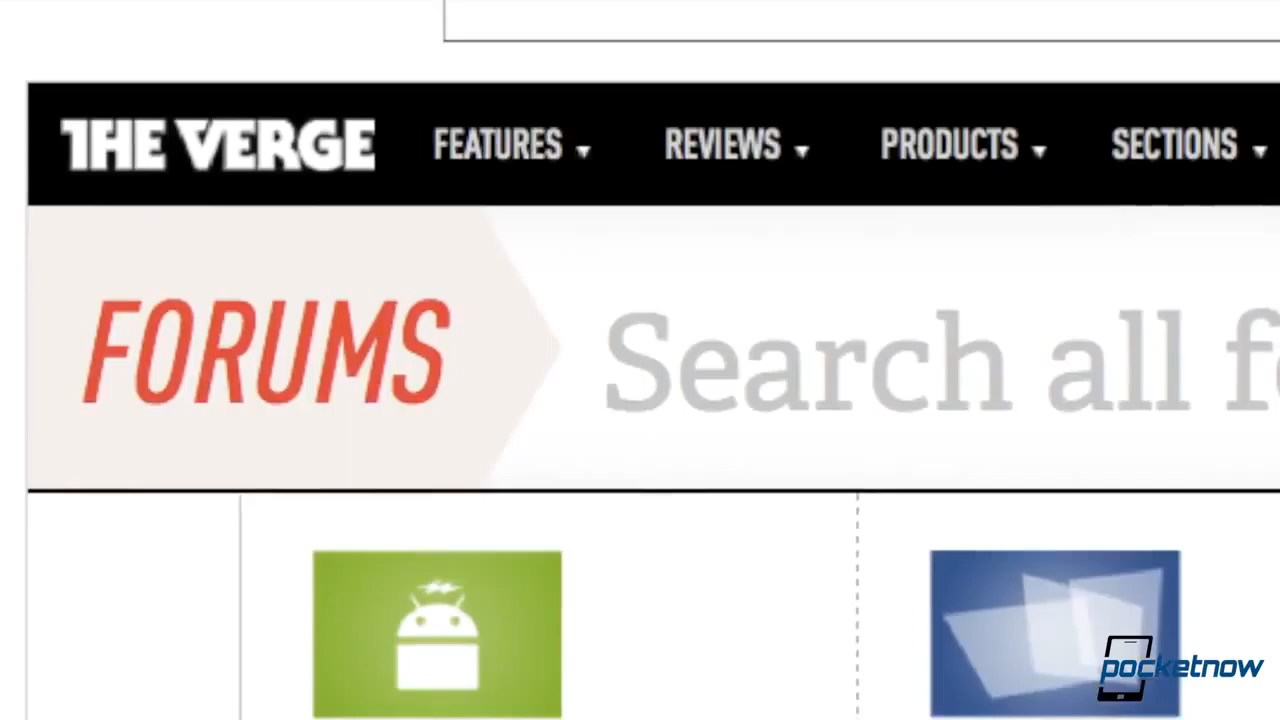 THE VERGE FEATURES REVIEWS PRODUCTS SECTIONS
FORUMS Search all
pocketnow